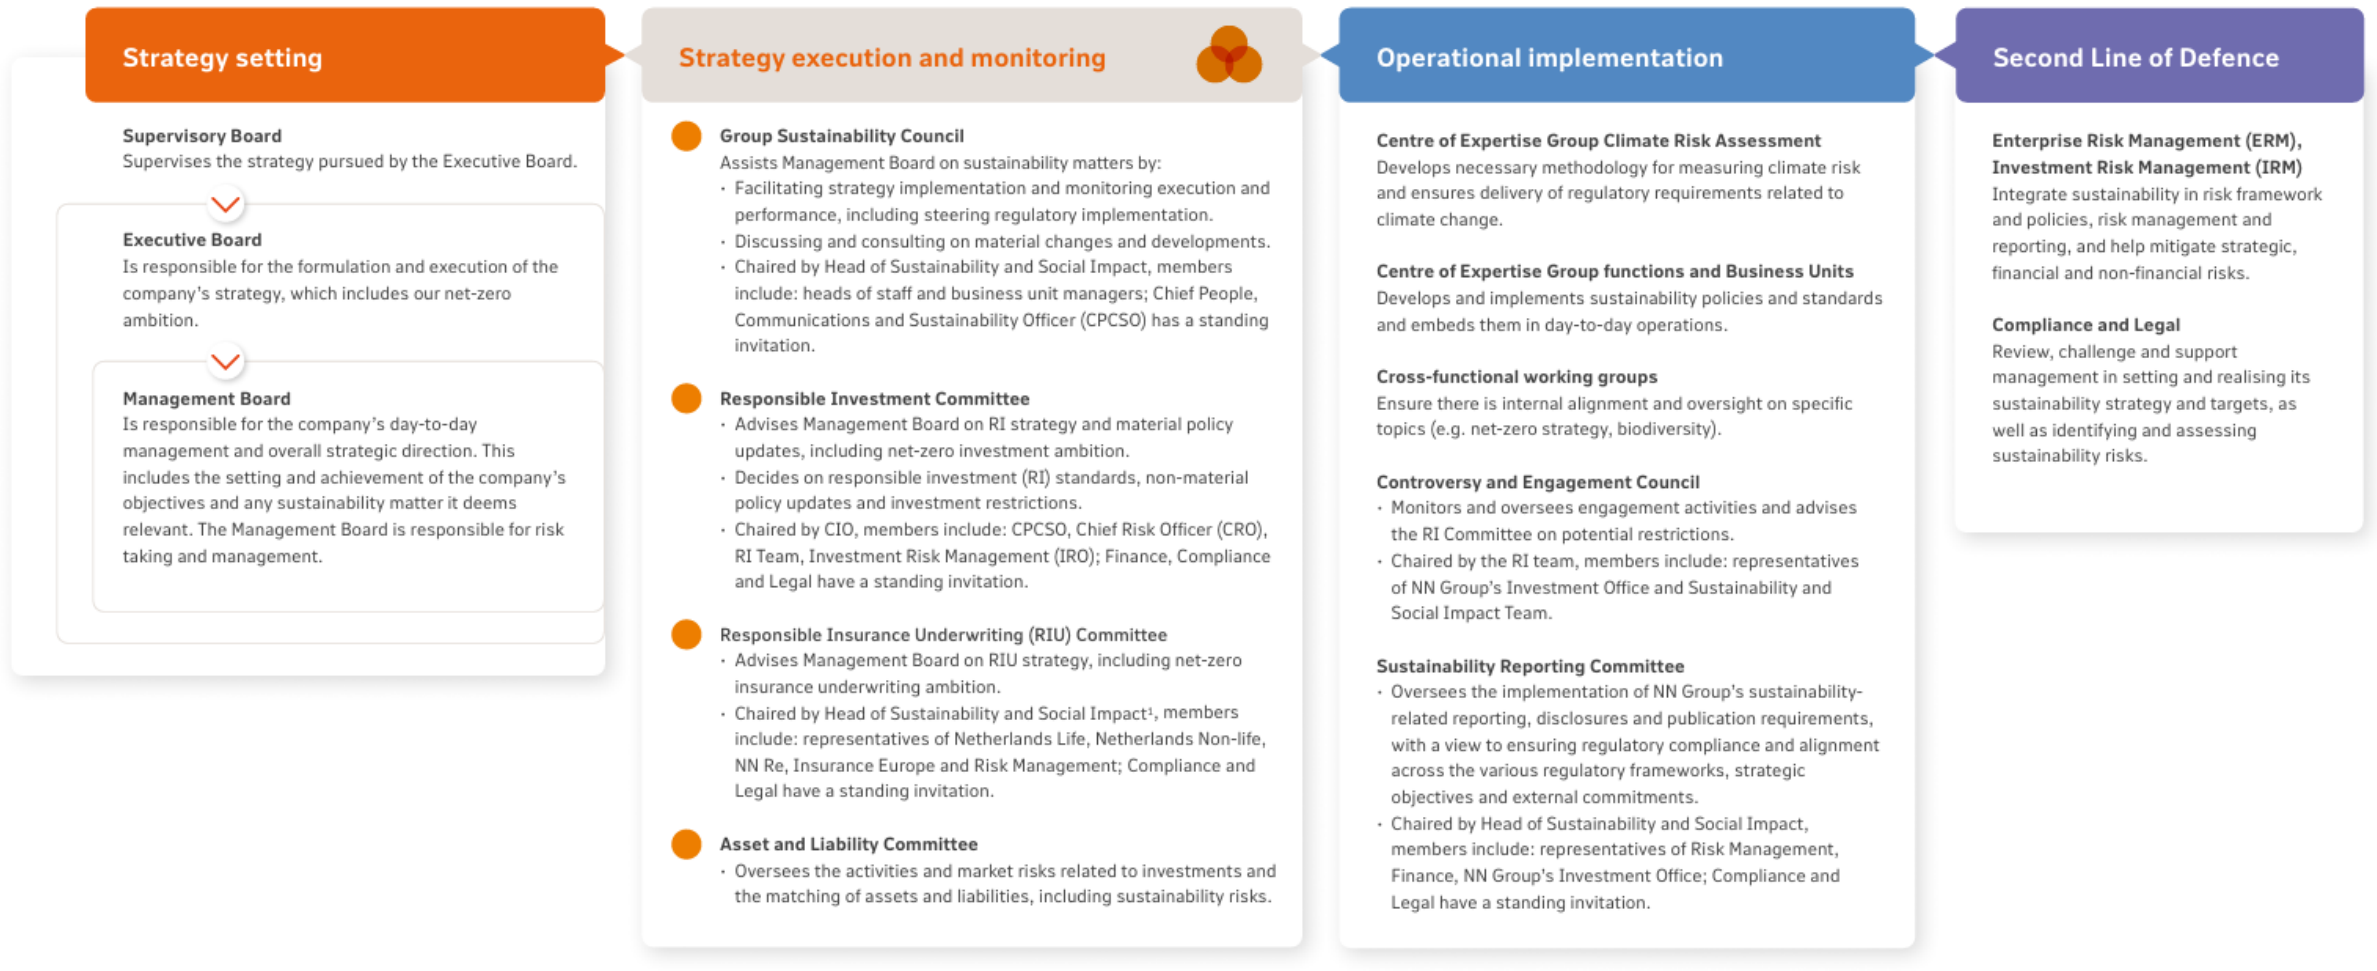 Strategy setting
Supervisory Board
Supervises the strategy pursued by the Executive Board.
Executive Board
Is responsible for the formulation and execution of the
company's strategy, which includes our net-zero
ambition.
Management Board
Is responsible for the company's day-to-day
management and overall strategic direction. This
includes the setting and achievement of the company's
objectives and any sustainability matter it deems
relevant. The Management Board is responsible for risk
taking and management.
Strategy execution and monitoring
Group Sustainability Council
Assists Management Board on sustainability matters by:
· Facilitating strategy implementation and monitoring execution and
performance, including steering regulatory implementation.
· Discussing and consulting on material changes and developments.
· Chaired by Head of Sustainability and Social Impact, members
include: heads of staff and business unit managers; Chief People,
Communications and Sustainability Officer (CPCSO) has a standing
invitation.
Responsible Investment Committee
· Advises Management Board on RI strategy and material policy
updates, including net-zero investment ambition.
· Decides on responsible investment (RI) standards, non-material
policy updates and investment restrictions.
· Chaired by CIO, members include: CPCSO, Chief Risk Officer (CRO),
RI Team, Investment Risk Management (IRO); Finance, Compliance
and Legal have a standing invitation.
Responsible Insurance Underwriting (RIU) Committee
· Advises Management Board on RIU strategy, including net-zero
insurance underwriting ambition.
· Chaired by Head of Sustainability and Social Impact¹, members
include: representatives of Netherlands Life, Netherlands Non-life,
NN Re, Insurance Europe and Risk Management; Compliance and
Legal have a standing invitation.
Asset and Liability Committee
· Oversees the activities and market risks related to investments and
the matching of assets and liabilities, including sustainability risks.
Operational implementation
Centre of Expertise Group Climate Risk Assessment
Develops necessary methodology for measuring climate risk
and ensures delivery of regulatory requirements related to
climate change.
Centre of Expertise Group functions and Business Units
Develops and implements sustainability policies and standards
and embeds them in day-to-day operations.
Cross-functional working groups
Ensure there is internal alignment and oversight on specific
topics (e.g. net-zero strategy, biodiversity).
Controversy and Engagement Council
· Monitors and oversees engagement activities and advises
the RI Committee on potential restrictions.
· Chaired by the RI team, members include: representatives
of NN Group's Investment Office and Sustainability and
Social Impact Team.
Sustainability Reporting Committee
· Oversees the implementation of NN Group's sustainability-
related reporting, disclosures and publication requirements,
with a view to ensuring regulatory compliance and alignment
across the various regulatory frameworks, strategic
objectives and external commitments.
· Chaired by Head of Sustainability and Social Impact,
members include: representatives of Risk Management,
Finance, NN Group's Investment Office; Compliance and
Legal have a standing invitation.
Second Line of Defence
Enterprise Risk Management (ERM),
Investment Risk Management (IRM)
Integrate sustainability in risk framework
and policies, risk management and
reporting, and help mitigate strategic,
financial and non-financial risks.
Compliance and Legal
Review, challenge and support
management in setting and realising its
sustainability strategy and targets, as
well as identifying and assessing
sustainability risks.